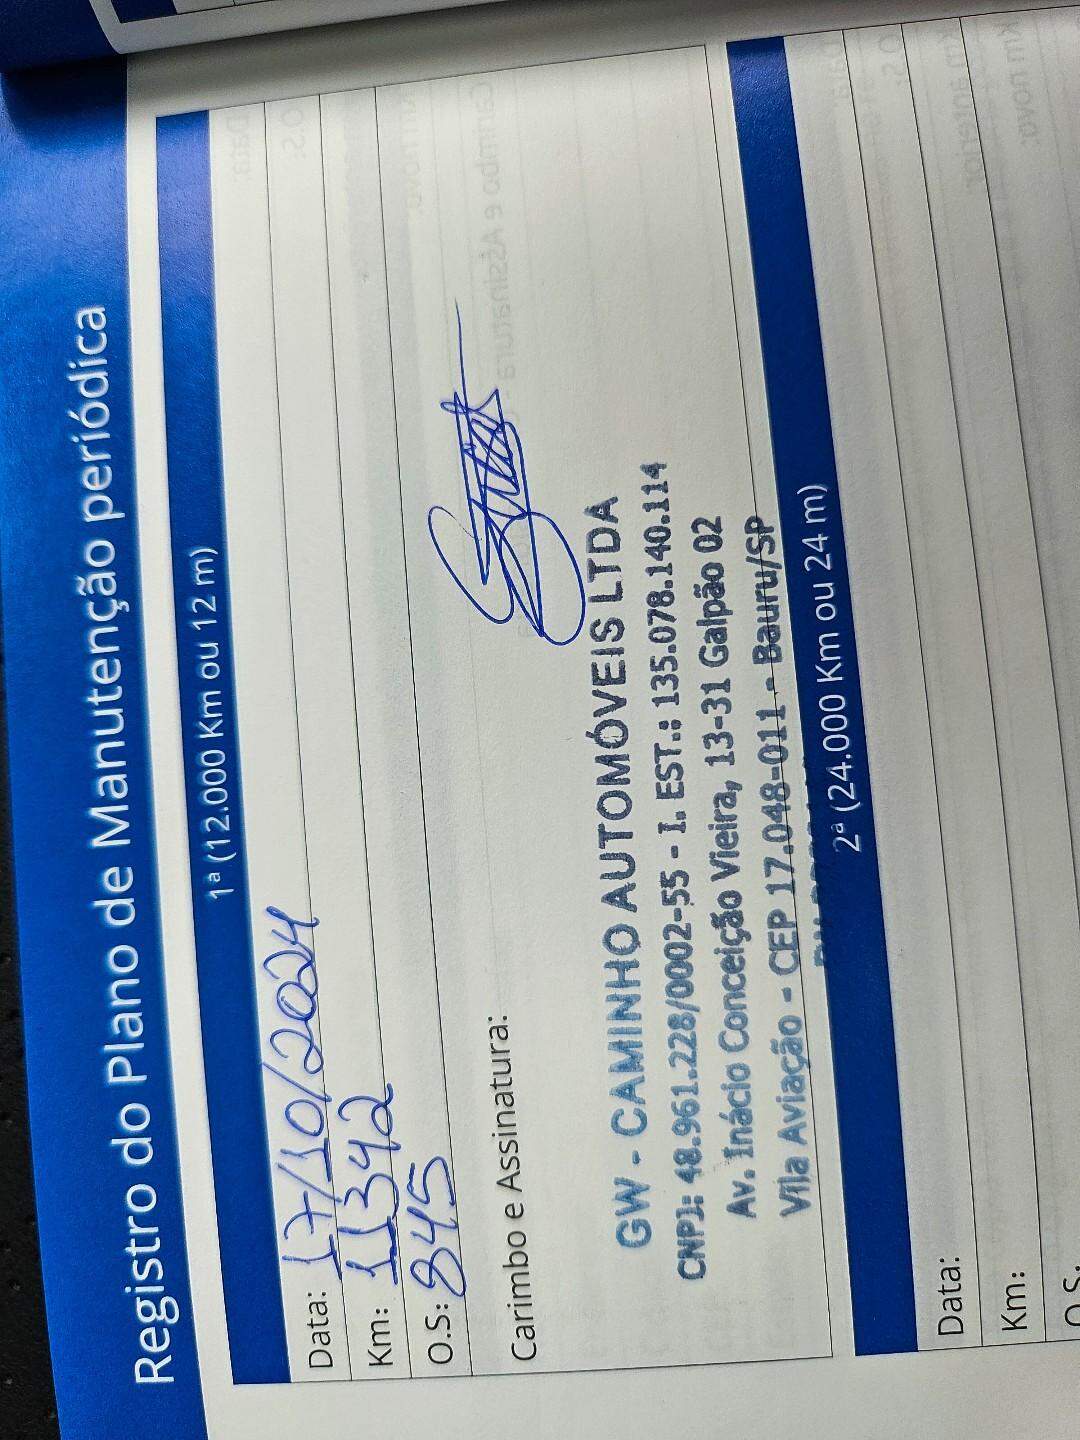 Registro do Plano de Manutenção periódica
1ª (12.000 Km ou 12 m)
Data: 17/10/2024
Km: 11342
O.S: 845
Carimbo e Assinatura:
GW - CAMINHO AUTOMÓVEIS LTDA
CNPJ: 48.961.228/0002-55 - I. EST.: 135.078.140.114
Av. Inácio Conceição Vieira, 13-31 Galpão 02
Vila Aviação - CEP 17.048-011 - Bauru/SP
2ª (24.000 Km ou 24 m)
Data:
Km:
O.S: